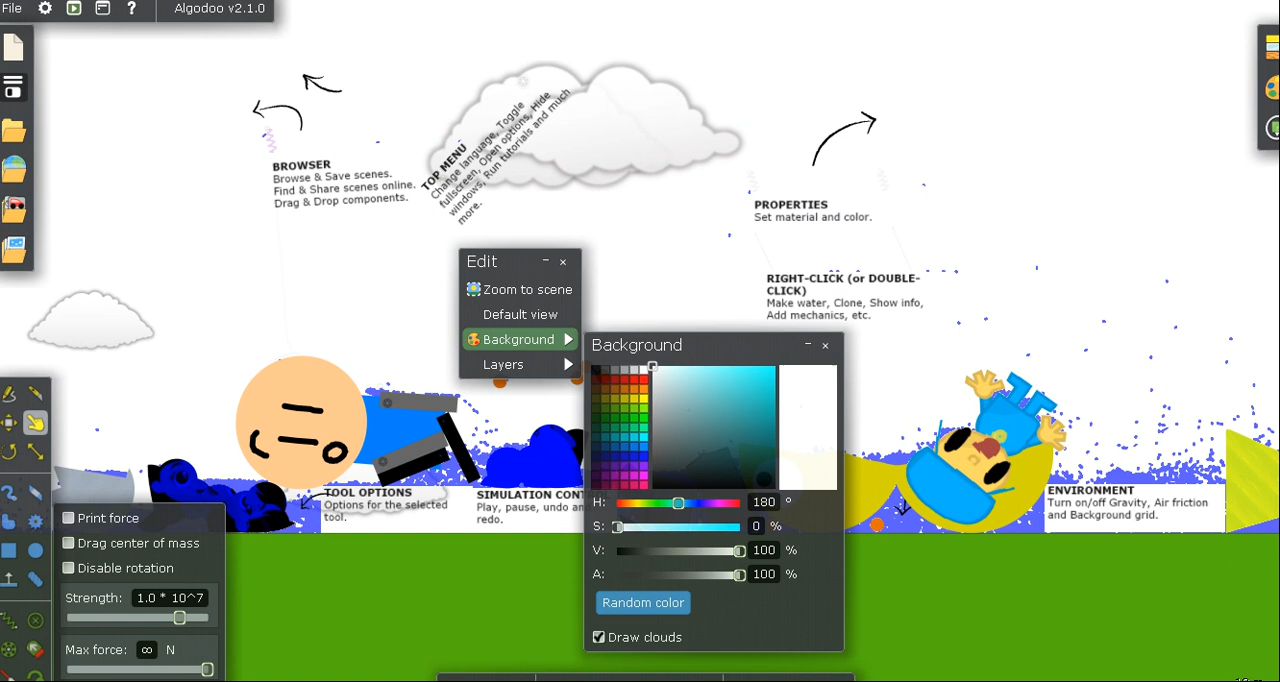 File
?
Algodoo v2.1.0
BROWSER
Browse & Save scenes.
Find & Share scenes online.
Drag & Drop components.
TOP MENU
Change language, Toggle
fullscreen, Open options, Hide
windows, Run tutorials and much
more.
PROPERTIES
Set material and color.
RIGHT-CLICK (or DOUBLE-
CLICK)
Make water, Clone, Show info,
Add mechanics, etc.
Edit
Zoom to scene
Default view
Background
Layers
Background
H: 180 °
S: 0 %
V: 100 %
A: 100 %
Random color
Draw clouds
TOOL OPTIONS
Options for the selected
tool.
SIMULATION CONT
Play, pause, undo an
redo.
ENVIRONMENT
Turn on/off Gravity, Air friction
and Background grid.
Print force
Drag center of mass
Disable rotation
Strength: 1.0 * 10^7
Max force: ∞ N